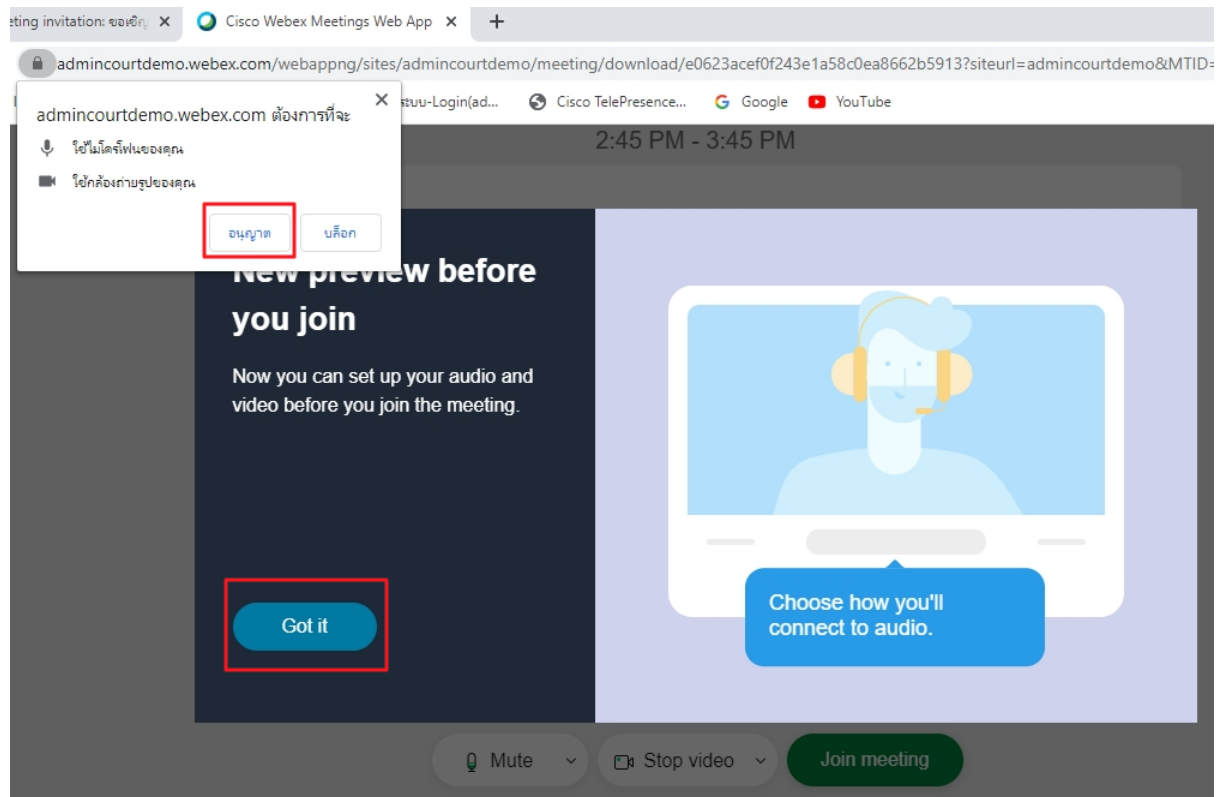 eting invitation: ขอเชิญ
Cisco Webex Meetings Web App
admincourtdemo.webex.com/webappng/sites/admincourtdemo/meeting/download/e0623acef0f243e1a58c0ea8662b5913?siteurl=admincourtdemo&MTID=
ระบบ-Login(ad...
Cisco TelePresence...
Google
YouTube
admincourtdemo.webex.com ต้องการที่จะ
ใช้ไมโครโฟนของคุณ
ใช้กล้องถ่ายรูปของคุณ
อนุญาต
บล็อก
2:45 PM - 3:45 PM
New preview before
you join
Now you can set up your audio and
video before you join the meeting.
Got it
Choose how you'll
connect to audio.
Mute
Stop video
Join meeting